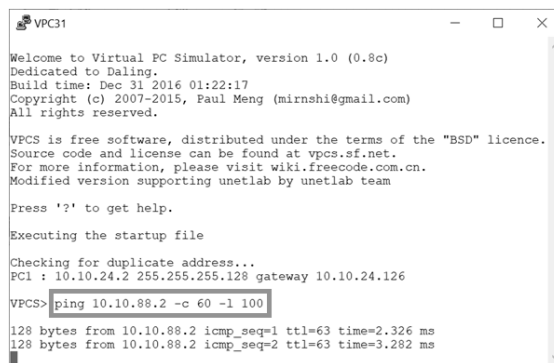 VPC31
Welcome to Virtual PC Simulator, version 1.0 (0.8c)
Dedicated to Daling.
Build time: Dec 31 2016 01:22:17
Copyright (c) 2007-2015, Paul Meng (mirnshi@gmail.com)
All rights reserved.
VPCS is free software, distributed under the terms of the "BSD" licence.
Source code and license can be found at vpcs.sf.net.
For more information, please visit wiki.freecode.com.cn.
Modified version supporting unetlab by unetlab team
Press '?' to get help.
Executing the startup file
Checking for duplicate address...
PC1 : 10.10.24.2 255.255.255.128 gateway 10.10.24.126
VPCS> ping 10.10.88.2 -c 60 -l 100
128 bytes from 10.10.88.2 icmp_seq=1 ttl=63 time=2.326 ms
128 bytes from 10.10.88.2 icmp_seq=2 ttl=63 time=3.282 ms